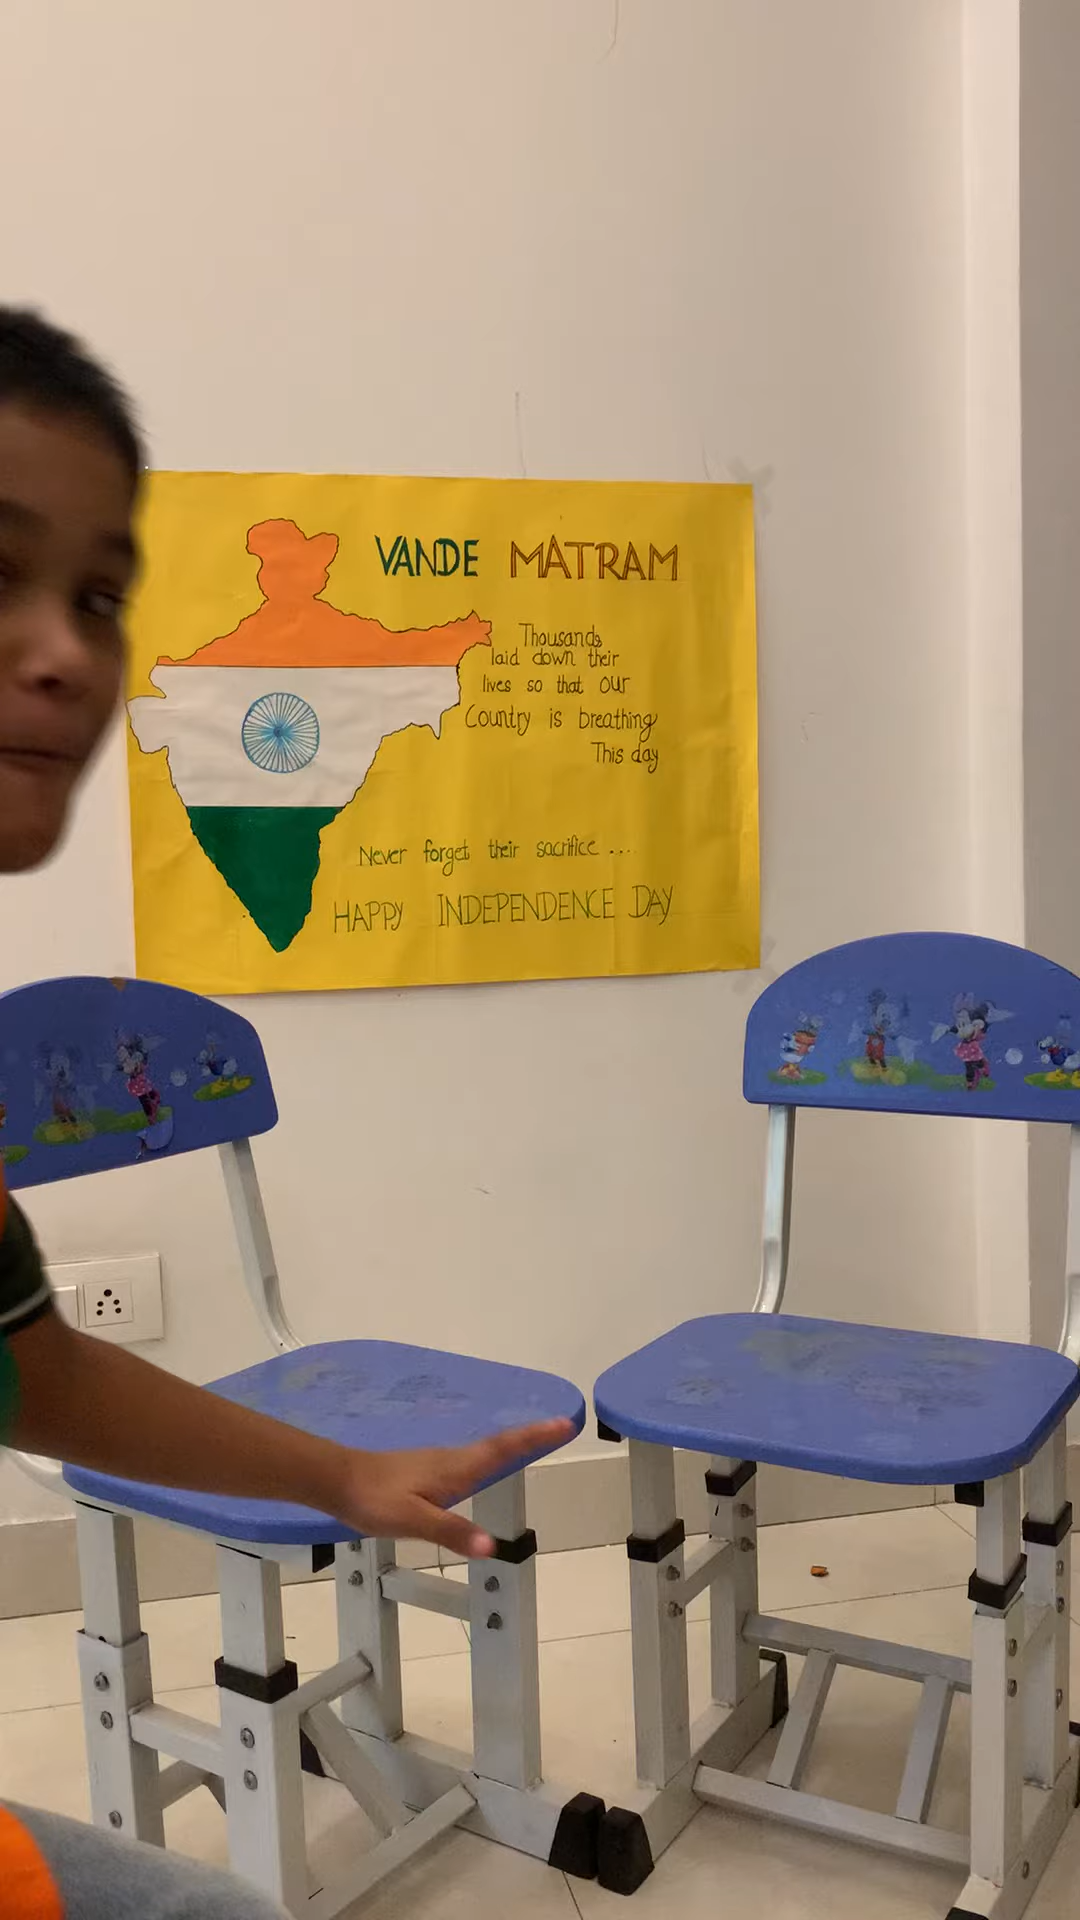 VANDE MATRAM
Thousands
laid down their
lives so that our
Country is breathing
This day
Never forget their sacrifice ....
HAPPY INDEPENDENCE DAY